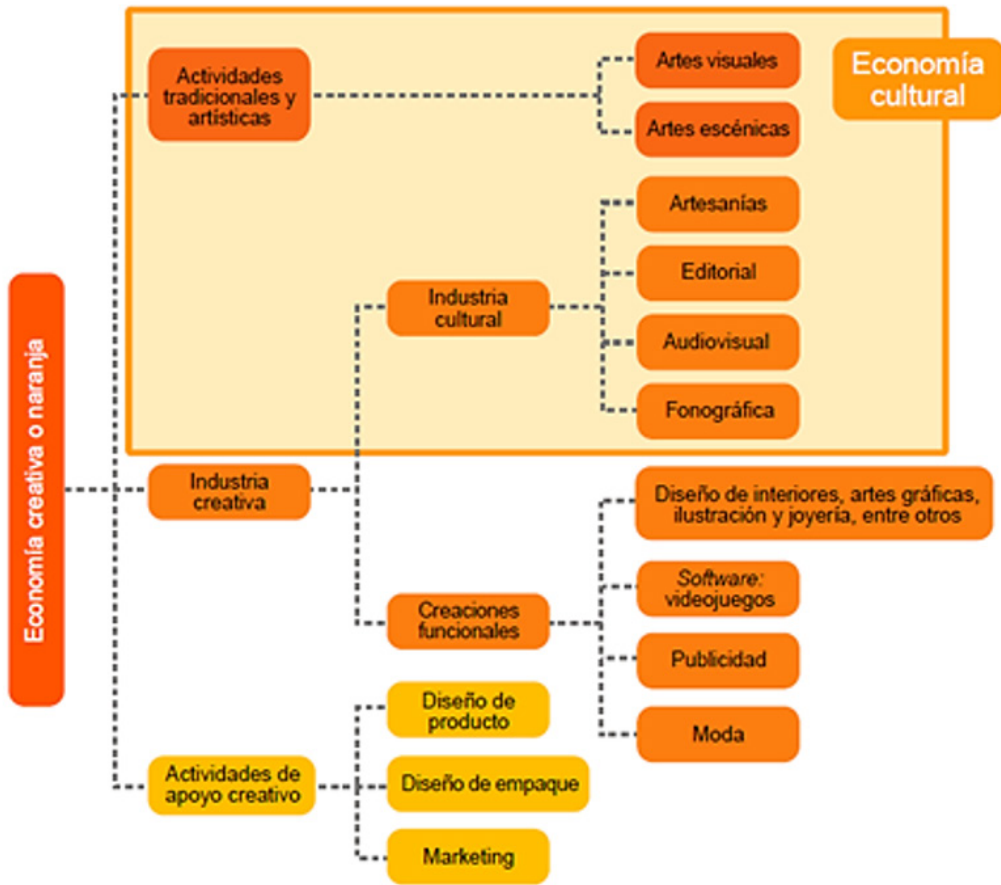 Economía creativa o naranja
Actividades
tradicionales y
artísticas
Artes visuales
Artes escénicas
Economía
cultural
Industria
cultural
Artesanías
Editorial
Audiovisual
Fonográfica
Industria
creativa
Creaciones
funcionales
Diseño de interiores, artes gráficas,
ilustración y joyería, entre otros
Software:
videojuegos
Publicidad
Moda
Actividades de
apoyo creativo
Diseño de
producto
Diseño de empaque
Marketing